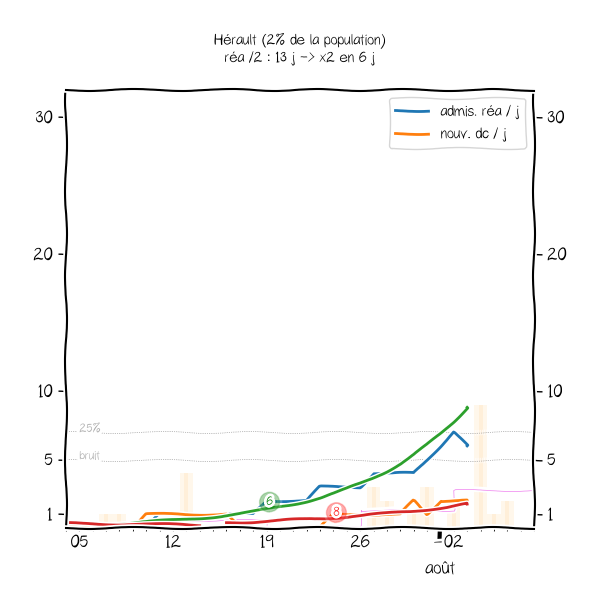 Hérault (2% de la population)
réa /2 : 13 j -> x2 en 6 j
admis. réa / j
nouv. dc / j
30 30
20 20
10 10
25%
bruit
5 5
6
8
1 1
05 12 19 26 02
août